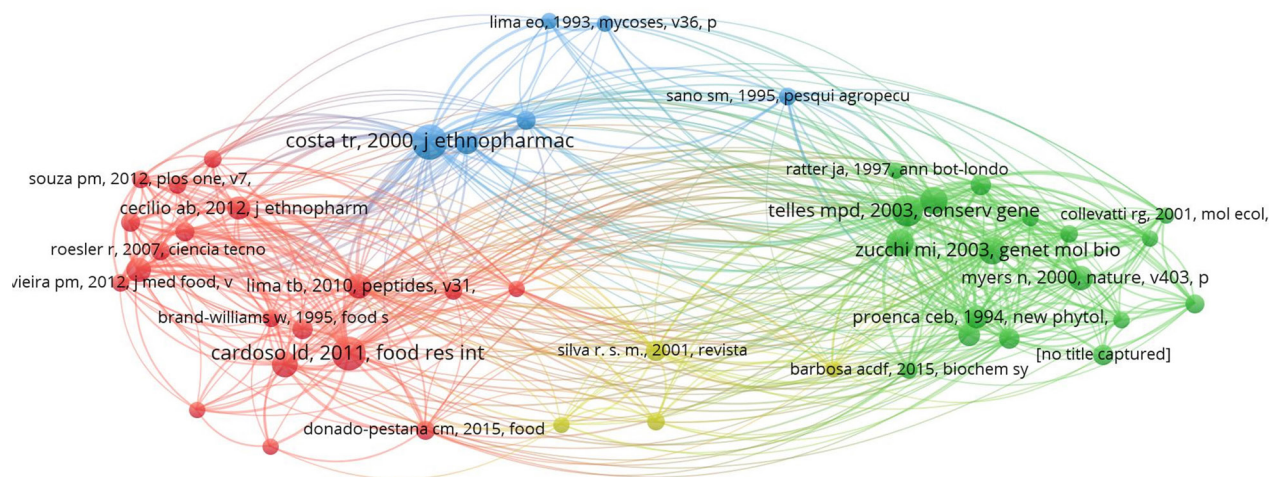 lima eo, 1993, mycoses, v36, p
sano sm, 1995, pesqui agropecu
costa tr, 2000, j ethnopharmac
ratter ja, 1997, ann bot-londo
souza pm, 2012, plos one, v7,
cecilio ab, 2012, j ethnopharm
telles mpd, 2003, conserv gene
collevatti rg, 2001, mol ecol,
roesler r, 2007, ciencia tecno
zucchi mi, 2003, genet mol bio
vieira pm, 2012, j med food, v
lima tb, 2010, peptides, v31,
myers n, 2000, nature, v403, p
brand-williams w, 1995, food s
proenca ceb, 1994, new phytol,
cardoso ld, 2011, food res int
silva r. s. m., 2001, revista
[no title captured]
barbosa acdf, 2015, biochem sy
donado-pestana cm, 2015, food